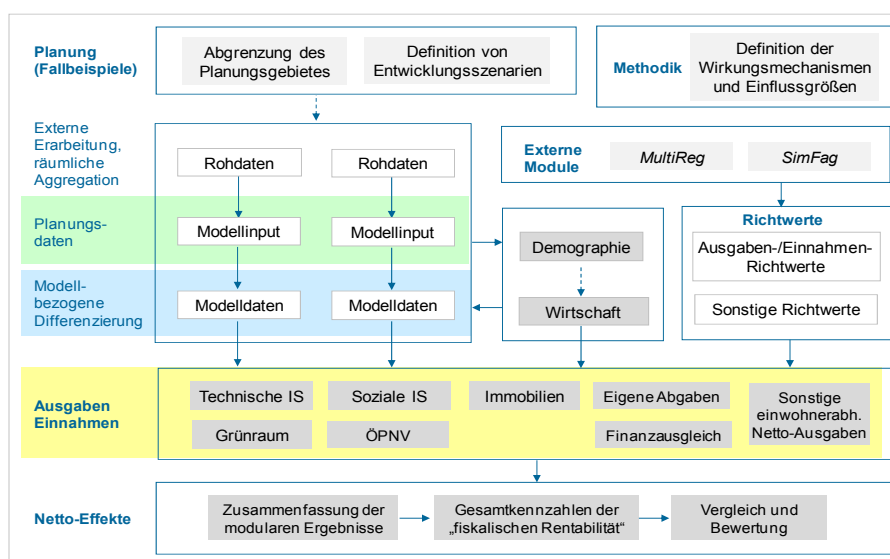 Planung
(Fallbeispiele)
Abgrenzung des
Planungsgebietes
Definition von
Entwicklungsszenarien
Methodik
Definition der
Wirkungsmechanismen
und Einflussgrößen
Externe
Erarbeitung,
räumliche
Aggregation
Rohdaten
Rohdaten
Externe
Module
MultiReg
SimFag
Planungs-
daten
Modellinput
Modellinput
Demographie
Richtwerte
Ausgaben-/Einnahmen-
Richtwerte
Modell-
bezogene
Differenzierung
Modelldaten
Modelldaten
Wirtschaft
Sonstige Richtwerte
Ausgaben
Einnahmen
Technische IS
Soziale IS
Immobilien
Eigene Abgaben
Sonstige
einwohnerabh.
Netto-Ausgaben
Grünraum
ÖPNV
Finanzausgleich
Netto-Effekte
Zusammenfassung der
modularen Ergebnisse
Gesamtkennzahlen der
„fiskalischen Rentabilität“
Vergleich und
Bewertung